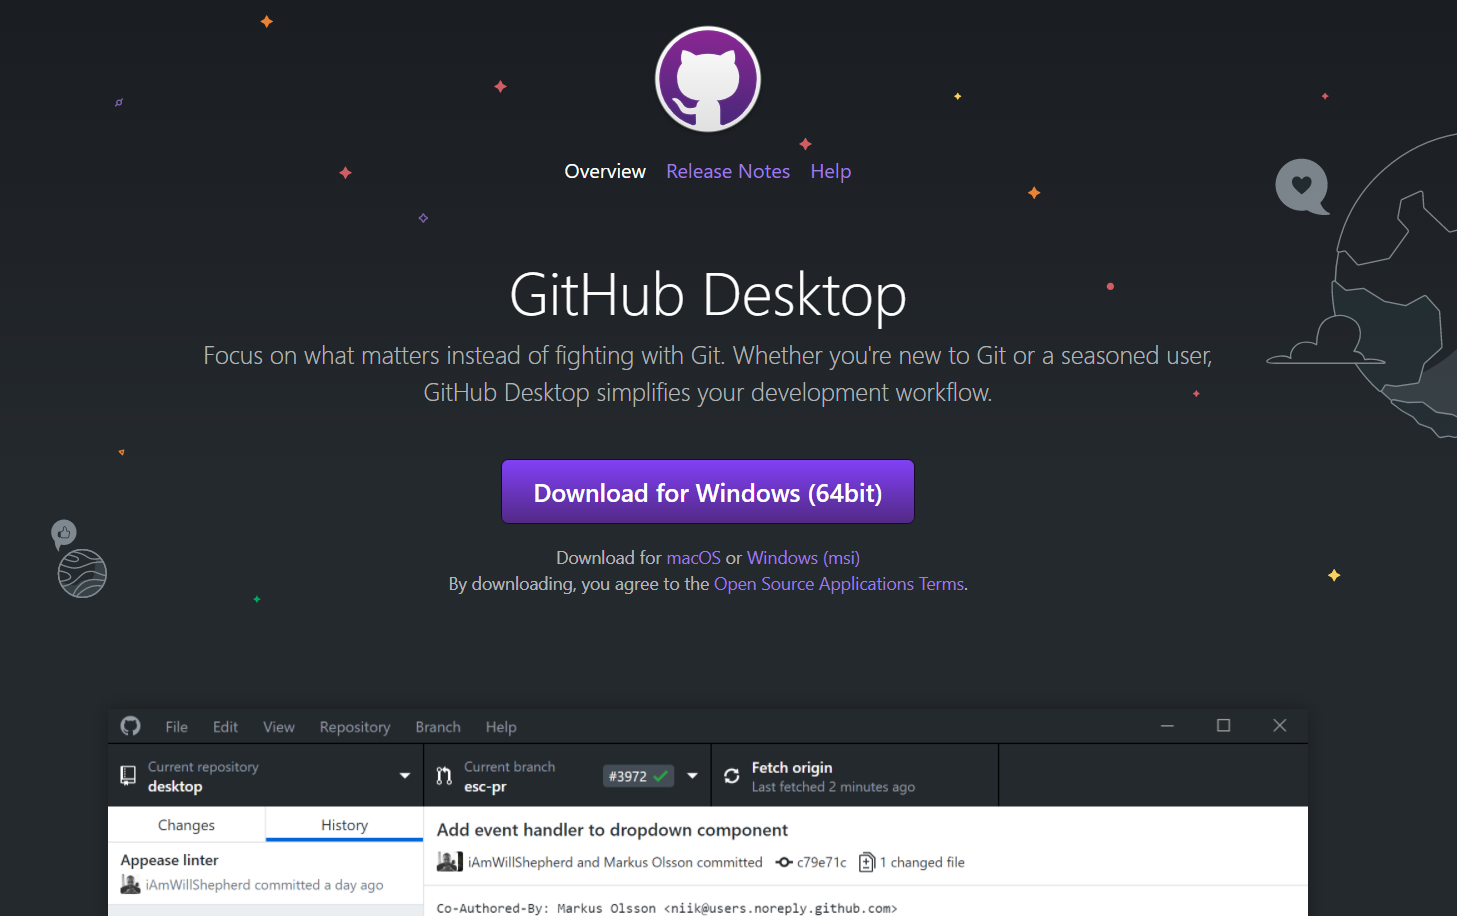 Overview Release Notes Help
GitHub Desktop
Focus on what matters instead of fighting with Git. Whether you're new to Git or a seasoned user,
GitHub Desktop simplifies your development workflow.
Download for Windows (64bit)
Download for macOS or Windows (msi)
By downloading, you agree to the Open Source Applications Terms.
File Edit View Repository Branch Help
Current repository
desktop
Current branch
esc-pr
#3972
Fetch origin
Last fetched 2 minutes ago
Changes History
Appease linter
iAmWillShepherd committed a day ago
Add event handler to dropdown component
iAmWillShepherd and Markus Olsson committed c79e71c 1 changed file
Co-Authored-By: Markus Olsson <niik@users.noreply.github.com>